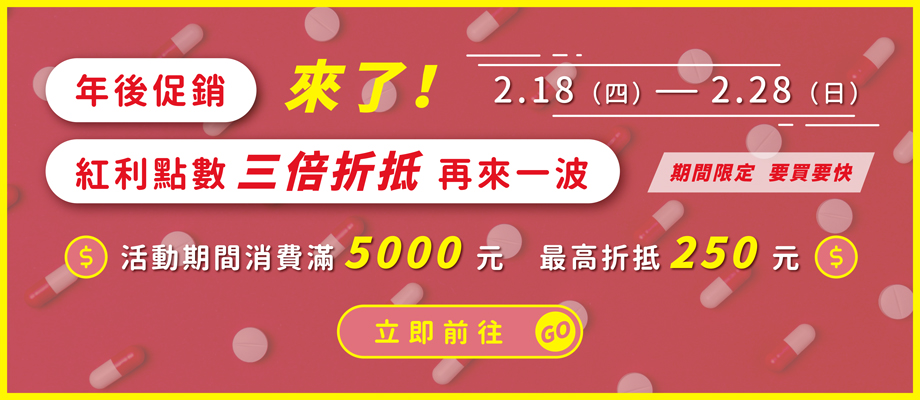 年後促銷 來了!
2.18（四）— 2.28（日）
紅利點數 三倍折抵 再來一波
期間限定 要買要快
$ 活動期間消費滿 5000 元 最高折抵 250 元 $
立即前往 GO